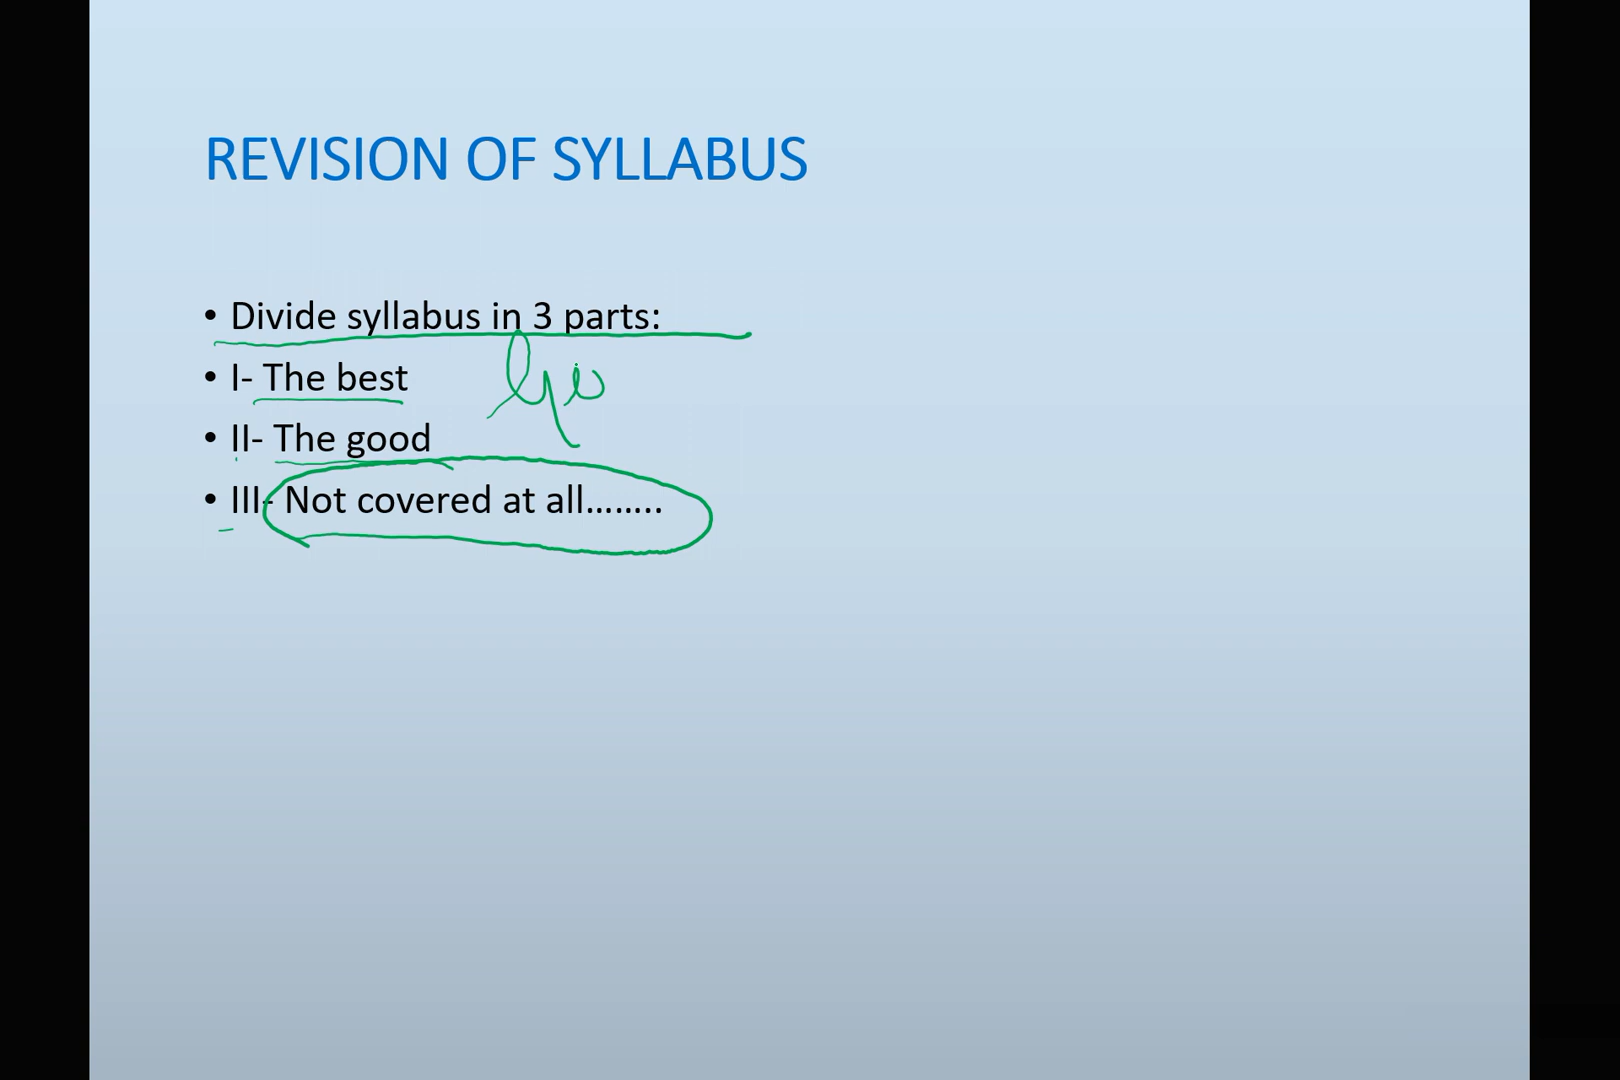 REVISION OF SYLLABUS
• Divide syllabus in 3 parts:
• I- The best
• II- The good
• III- Not covered at all........